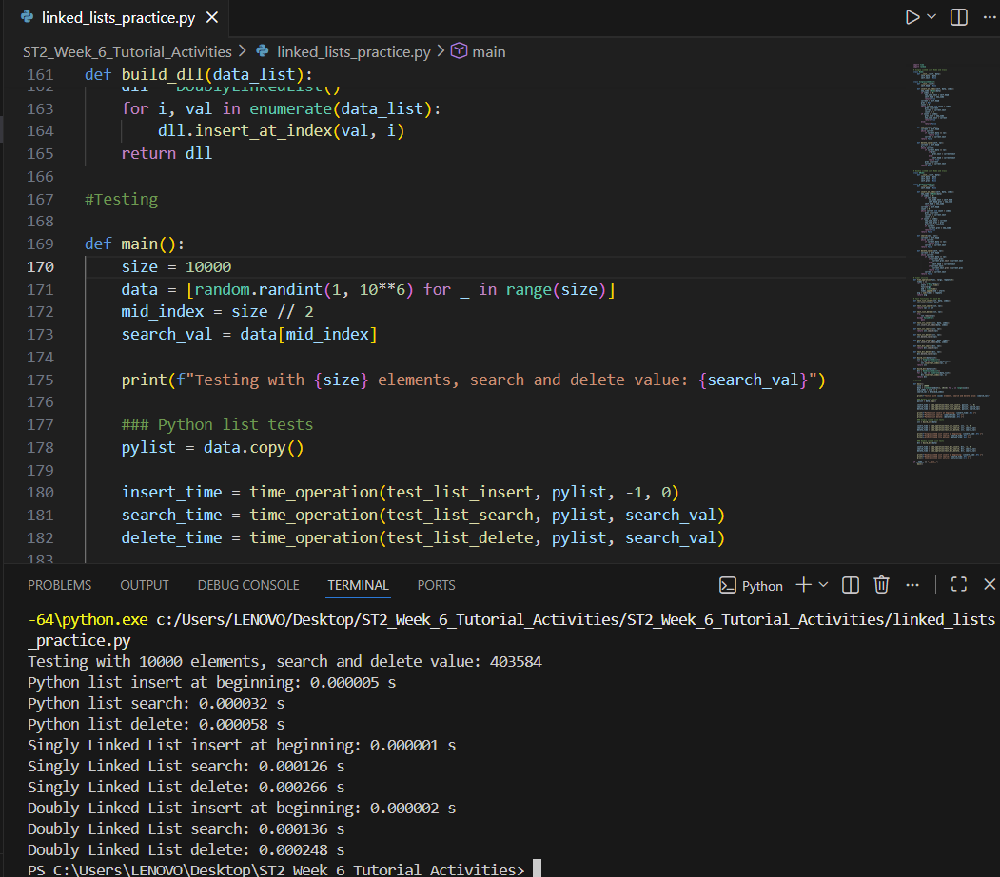 linked_lists_practice.py
ST2_Week_6_Tutorial_Activities > linked_lists_practice.py > main
161 def build_dll(data_list):
162 dll = DoublyLinkedList()
163 for i, val in enumerate(data_list):
164 dll.insert_at_index(val, i)
165 return dll
166
167 #Testing
168
169 def main():
170 size = 10000
171 data = [random.randint(1, 10**6) for _ in range(size)]
172 mid_index = size // 2
173 search_val = data[mid_index]
174
175 print(f"Testing with {size} elements, search and delete value: {search_val}")
176
177 ### Python list tests
178 pylist = data.copy()
179
180 insert_time = time_operation(test_list_insert, pylist, -1, 0)
181 search_time = time_operation(test_list_search, pylist, search_val)
182 delete_time = time_operation(test_list_delete, pylist, search_val)
183
PROBLEMS OUTPUT DEBUG CONSOLE TERMINAL PORTS Python
-64\python.exe c:/Users/LENOVO/Desktop/ST2_Week_6_Tutorial_Activities/ST2_Week_6_Tutorial_Activities/linked_lists
_practice.py
Testing with 10000 elements, search and delete value: 403584
Python list insert at beginning: 0.000005 s
Python list search: 0.000032 s
Python list delete: 0.000058 s
Singly Linked List insert at beginning: 0.000001 s
Singly Linked List search: 0.000126 s
Singly Linked List delete: 0.000266 s
Doubly Linked List insert at beginning: 0.000002 s
Doubly Linked List search: 0.000136 s
Doubly Linked List delete: 0.000248 s
PS C:\Users\LENOVO\Desktop\ST2_Week_6_Tutorial_Activities>